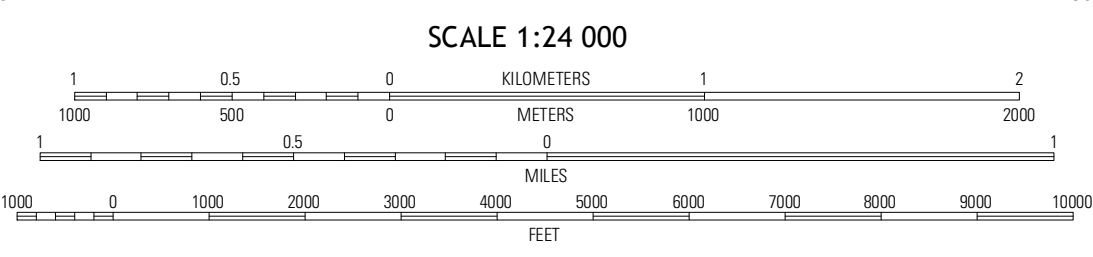 SCALE 1:24 000
1 0.5 0 KILOMETERS 1 2
1000 500 0 METERS 1000 2000
1 0.5 0 1
MILES
1000 0 1000 2000 3000 4000 5000 6000 7000 8000 9000 10000
FEET